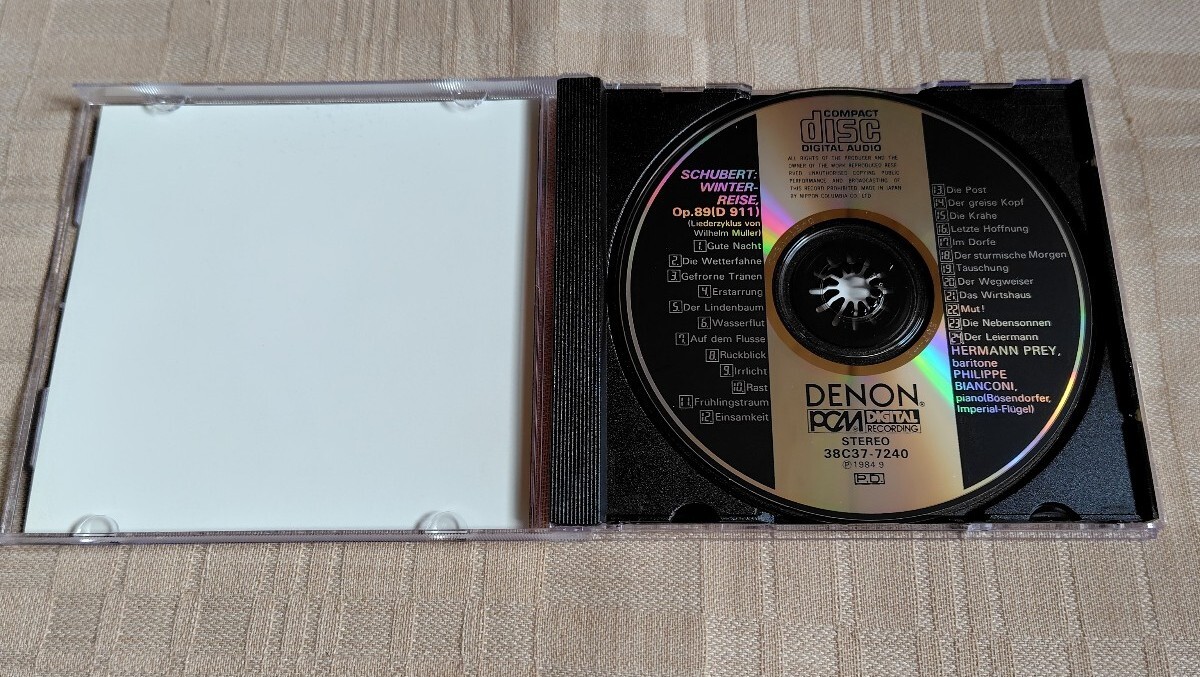 COMPACT
disc
DIGITAL AUDIO
ALL RIGHTS OF THE PRODUCER AND THE
OWNER OF THE WORK REPRODUCED RESE
RVED UNAUTHORISED COPYING PUBLIC
PERFORMANCE AND BROADCASTING OF
THIS RECORD PROHIBITED MADE IN JAPAN
BY NIPPON COLUMBIA CO. LTD
SCHUBERT:
WINTER-
REISE,
Op.89(D 911)
(Liederzyklus von
Wilhelm Muller)
1. Gute Nacht
2. Die Wetterfahne
3. Gefrorne Tranen
4. Erstarrung
5. Der Lindenbaum
6. Wasserflut
7. Auf dem Flusse
8. Ruckblick
9. Irrlicht
10. Rast
11. Fruhlingstraum
12. Einsamkeit
13. Die Post
14. Der greise Kopf
15. Die Krahe
16. Letzte Hoffnung
17. Im Dorfe
18. Der sturmische Morgen
19. Tauschung
20. Der Wegweiser
21. Das Wirtshaus
22. Mut!
23. Die Nebensonnen
24. Der Leiermann
HERMANN PREY,
baritone
PHILIPPE
BIANCONI,
piano(Bosendorfer,
Imperial-Flügel)
DENON®
PCM DIGITAL
RECORDING
STEREO
38C37-7240
℗ 1984 9
P.D.